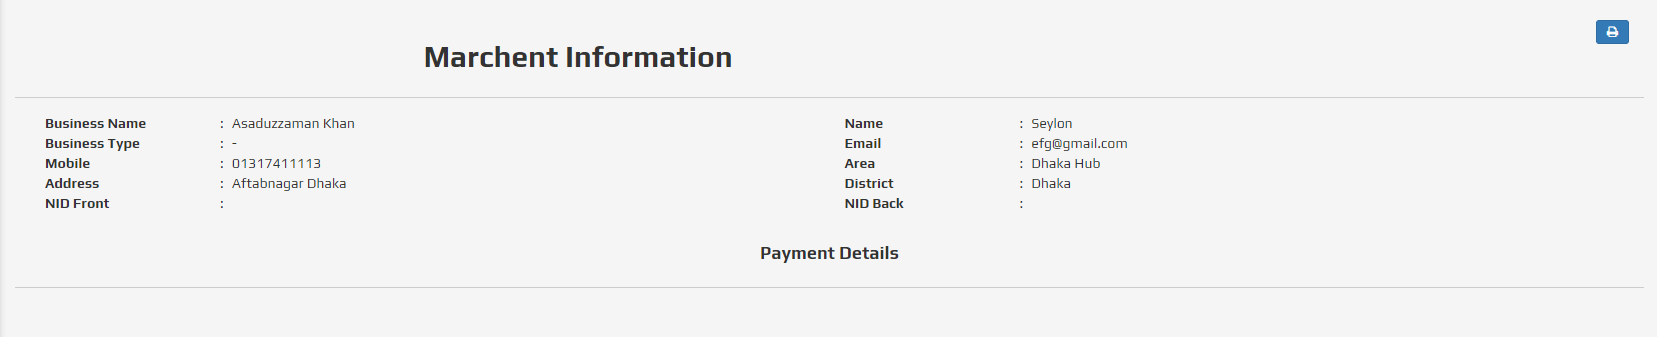 Marchent Information
Business Name : Asaduzzaman Khan
Name : Seylon
Business Type : -
Email : efg@gmail.com
Mobile : 01317411113
Area : Dhaka Hub
Address : Aftabnagar Dhaka
District : Dhaka
NID Front :
NID Back :
Payment Details